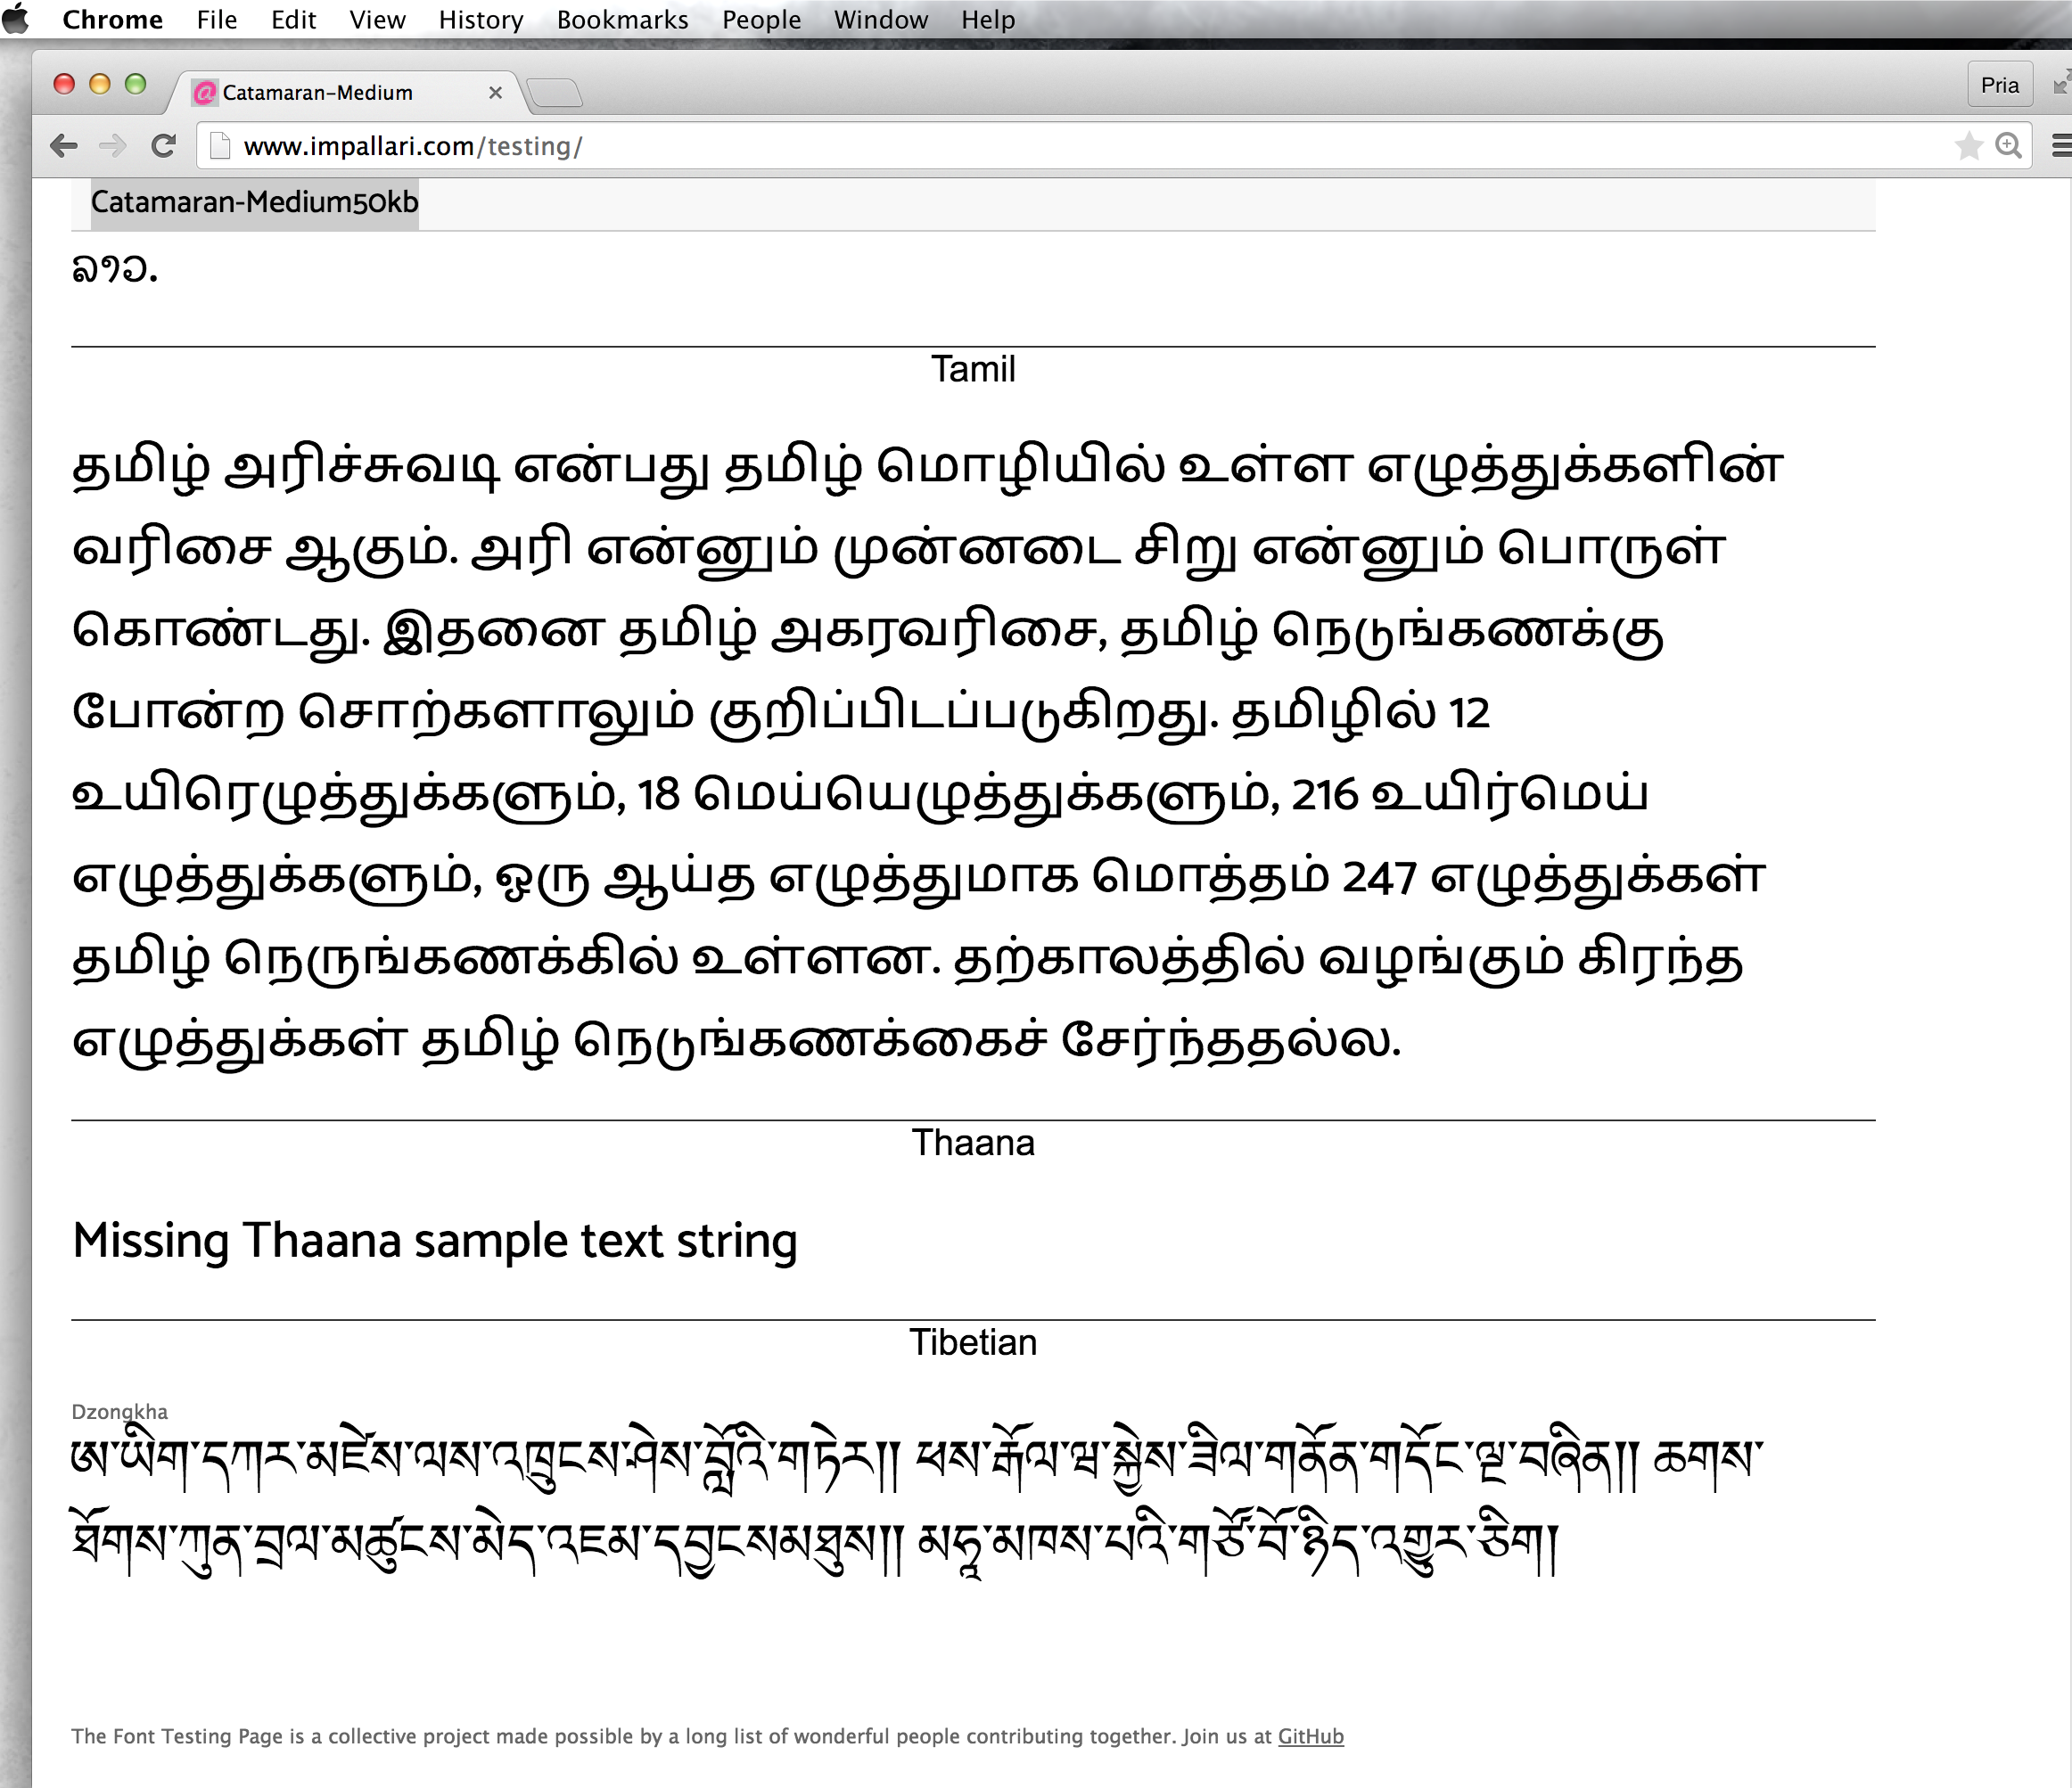 Chrome File Edit View History Bookmarks People Window Help
Catamaran-Medium
Pria
www.impallari.com/testing/
Catamaran-Medium50kb
ລາວ.
Tamil
தமிழ் அரிச்சுவடி என்பது தமிழ் மொழியில் உள்ள எழுத்துக்களின்
வரிசை ஆகும். அரி என்னும் முன்னடை சிறு என்னும் பொருள்
கொண்டது. இதனை தமிழ் அகரவரிசை, தமிழ் நெடுங்கணக்கு
போன்ற சொற்களாலும் குறிப்பிடப்படுகிறது. தமிழில் 12
உயிரெழுத்துக்களும், 18 மெய்யெழுத்துக்களும், 216 உயிர்மெய்
எழுத்துக்களும், ஒரு ஆய்த எழுத்துமாக மொத்தம் 247 எழுத்துக்கள்
தமிழ் நெருங்கணக்கில் உள்ளன. தற்காலத்தில் வழங்கும் கிரந்த
எழுத்துக்கள் தமிழ் நெடுங்கணக்கைச் சேர்ந்ததல்ல.
Thaana
Missing Thaana sample text string
Tibetian
Dzongkha
ཨ་ཡིག་དཀར་མཛེས་ལས་འཁྲུངས་ཤེས་བློའི་གཏེར༎ ཕས་རྒོལ་ཝ་སྐྱེས་ཟིལ་གནོན་གདོང་ལྔ་བཞིན༎ ཆགས་
ཐོགས་ཀུན་བྲལ་མཚུངས་མེད་འཇམ་དབྱངསམཐུས༎ མཧཱ་མཁས་པའི་གཙོ་བོ་ཉིད་འགྱུར་ཅིག།
The Font Testing Page is a collective project made possible by a long list of wonderful people contributing together. Join us at GitHub